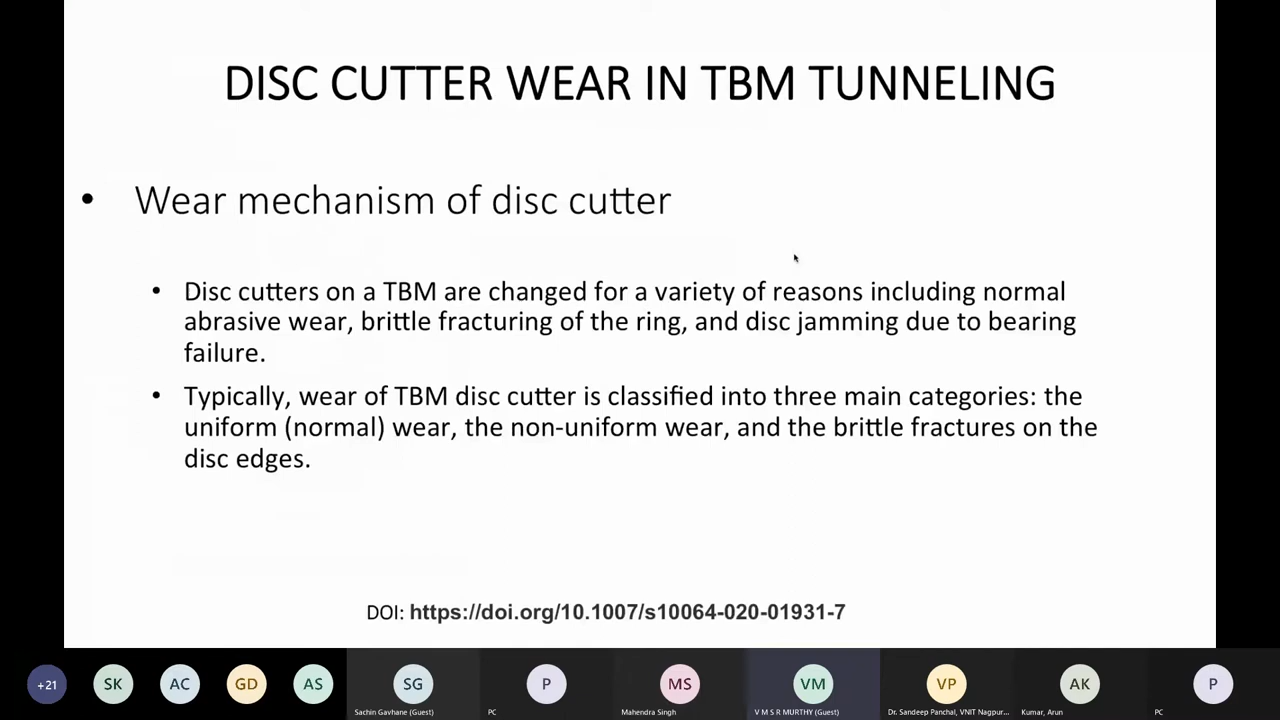 DISC CUTTER WEAR IN TBM TUNNELING
• Wear mechanism of disc cutter
• Disc cutters on a TBM are changed for a variety of reasons including normal
abrasive wear, brittle fracturing of the ring, and disc jamming due to bearing
failure.
• Typically, wear of TBM disc cutter is classified into three main categories: the
uniform (normal) wear, the non-uniform wear, and the brittle fractures on the
disc edges.
DOI: https://doi.org/10.1007/s10064-020-01931-7
+21 SK AC GD AS SG P MS VM VP AK P
Sachin Gavhane (Guest) PC Mahendra Singh V M S R MURTHY (Guest) Dr. Sandeep Panchal, VNIT Nagpur... Kumar, Arun PC